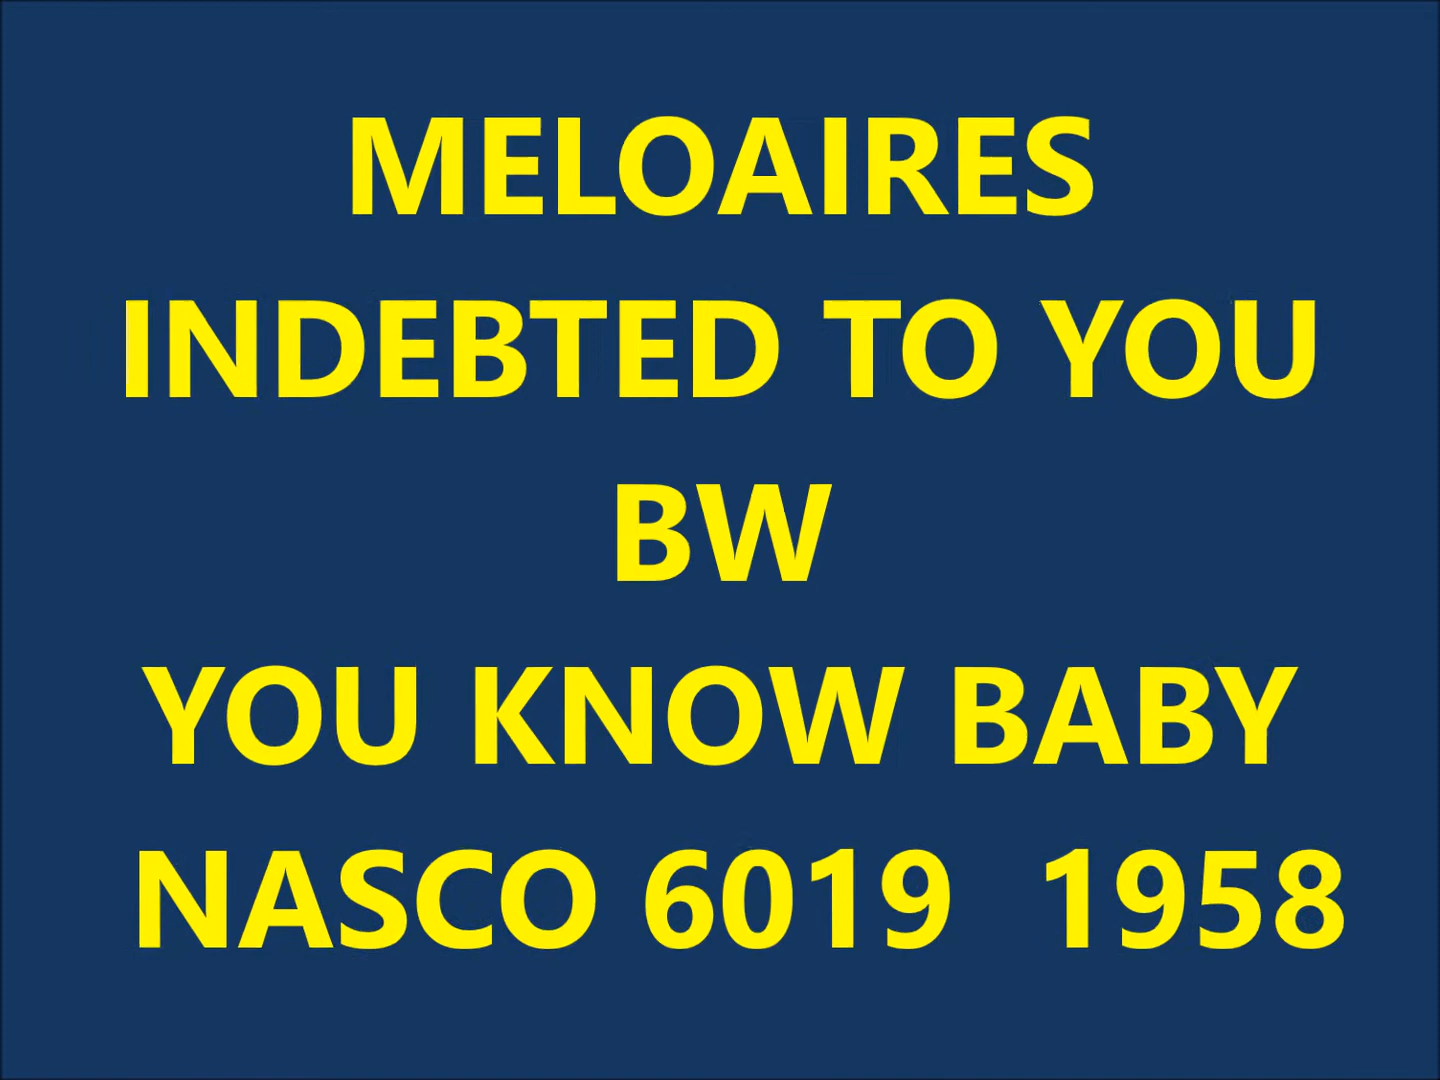 MELOAIRES
INDEBTED TO YOU
BW
YOU KNOW BABY
NASCO 6019  1958